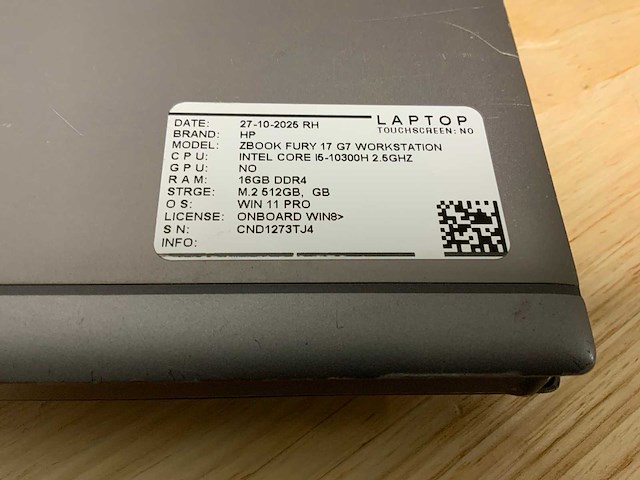 LAPTOP
TOUCHSCREEN: NO
DATE: 27-10-2025 RH
BRAND: HP
MODEL: ZBOOK FURY 17 G7 WORKSTATION
CPU: INTEL CORE I5-10300H 2.5GHZ
GPU: NO
RAM: 16GB DDR4
STRGE: M.2 512GB, GB
OS: WIN 11 PRO
LICENSE: ONBOARD WIN8>
SN: CND1273TJ4
INFO: